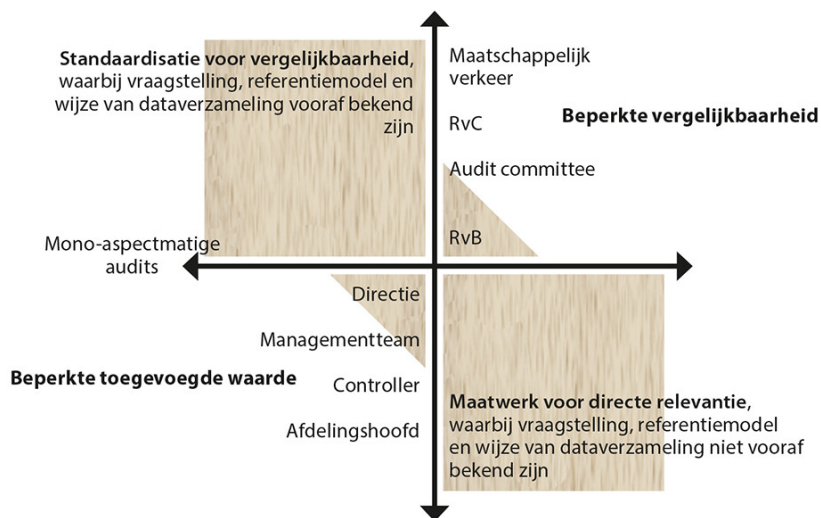 Standaardisatie voor vergelijkbaarheid,
waarbij vraagstelling, referentiemodel en
wijze van dataverzameling vooraf bekend
zijn
Maatschappelijk
verkeer
RvC
Beperkte vergelijkbaarheid
Audit committee
RvB
Mono-aspectmatige
audits
Directie
Managementteam
Beperkte toegevoegde waarde
Controller
Afdelingshoofd
Maatwerk voor directe relevantie,
waarbij vraagstelling, referentiemodel
en wijze van dataverzameling niet vooraf
bekend zijn